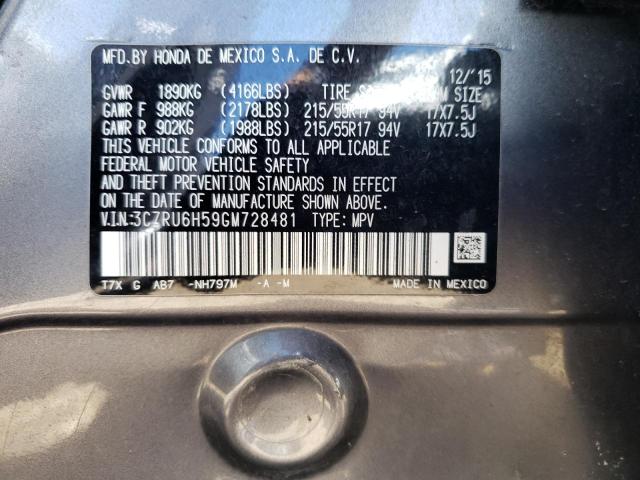 MFD. BY HONDA DE MEXICO S.A. DE C.V.
12/'15
GVWR 1890KG (4166LBS) TIRE SIZE
GAWR F 988KG (2178LBS) 215/55R17 94V 17X7.5J
GAWR R 902KG (1988LBS) 215/55R17 94V 17X7.5J
THIS VEHICLE CONFORMS TO ALL APPLICABLE
FEDERAL MOTOR VEHICLE SAFETY
AND THEFT PREVENTION STANDARDS IN EFFECT
ON THE DATE OF MANUFACTURE SHOWN ABOVE.
V.I.N:3CZRU6H59GM728481 TYPE: MPV
T7X G AB7 -NH797M -A -M MADE IN MEXICO